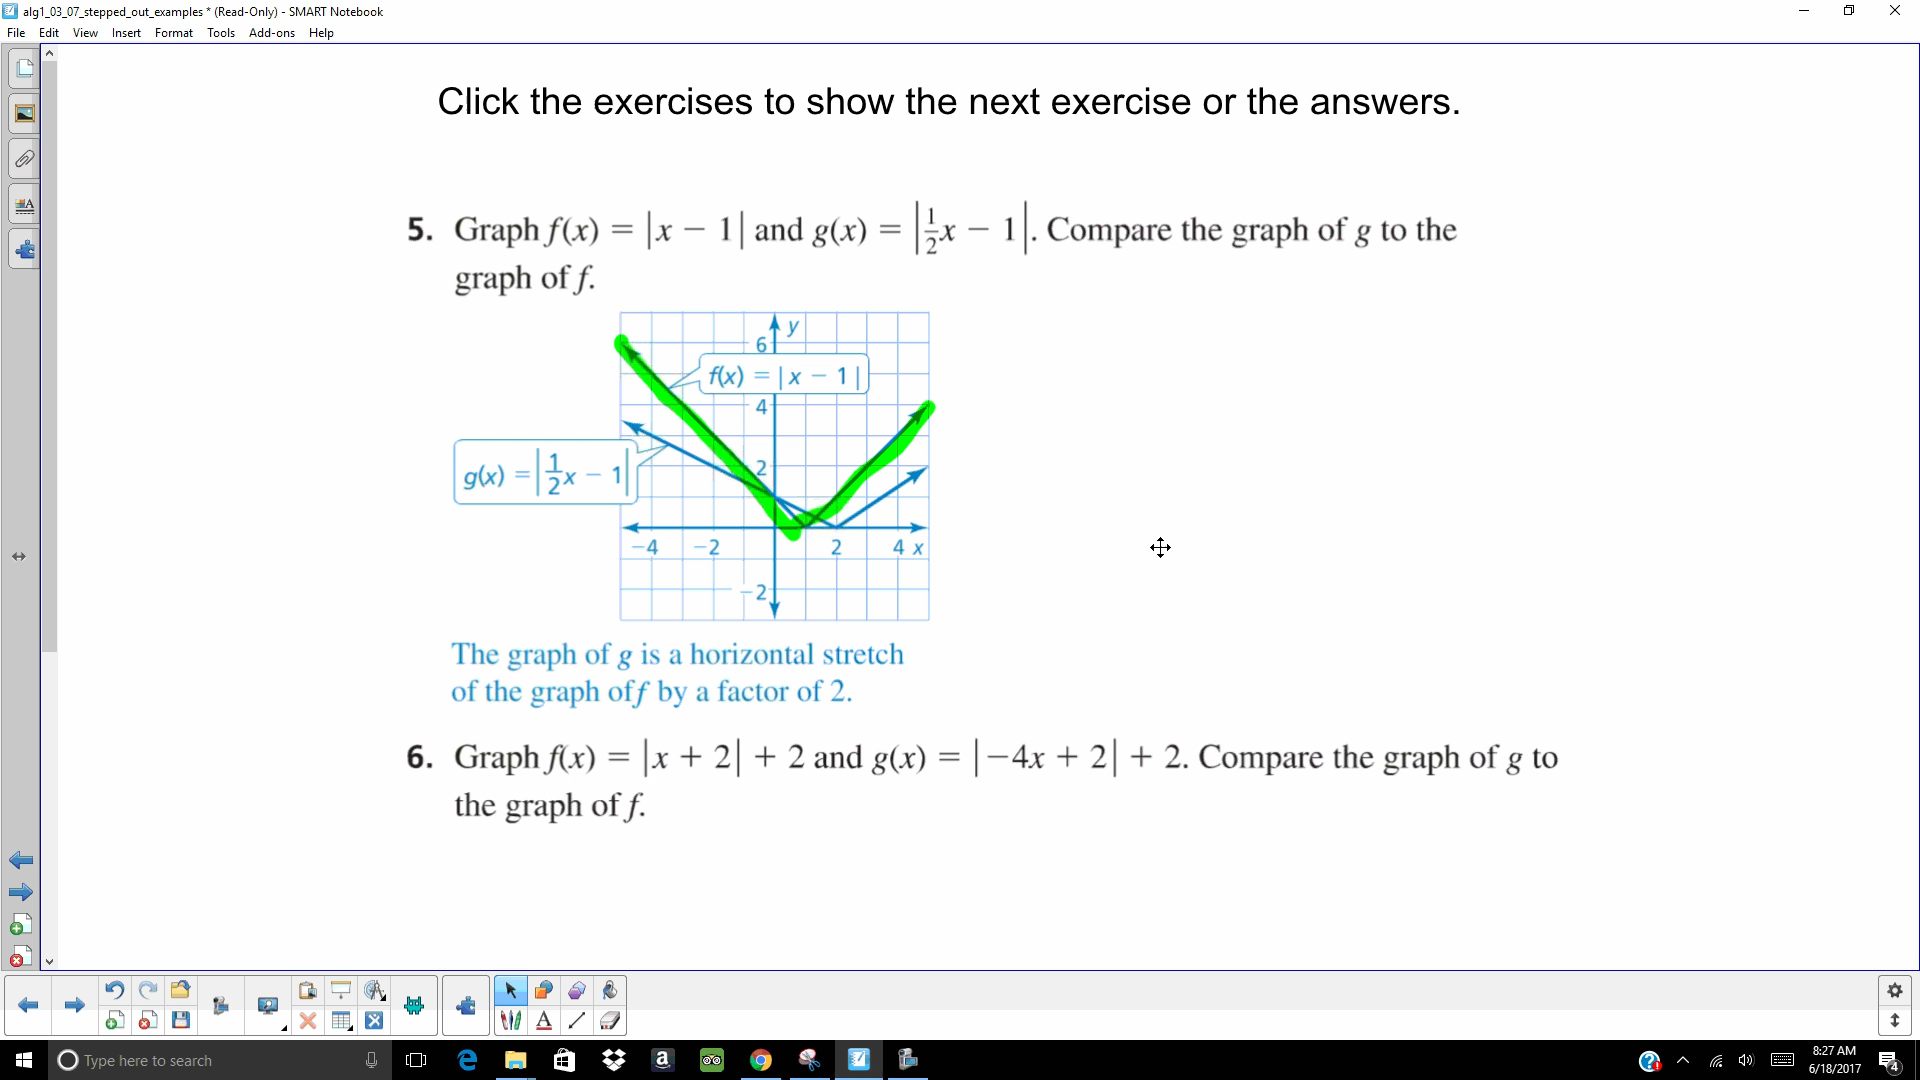 alg1_03_07_stepped_out_examples * (Read-Only) - SMART Notebook
File Edit View Insert Format Tools Add-ons Help
Click the exercises to show the next exercise or the answers.
5. Graph f(x) = |x − 1| and g(x) = |1/2x − 1|. Compare the graph of g to the
graph of f.
y
6
f(x) = | x − 1 |
4
g(x) = |1/2x − 1|
2
−4 −2 2 4 x
−2
The graph of g is a horizontal stretch
of the graph of f by a factor of 2.
6. Graph f(x) = |x + 2| + 2 and g(x) = |−4x + 2| + 2. Compare the graph of g to
the graph of f.
Type here to search
8:27 AM
6/18/2017
4